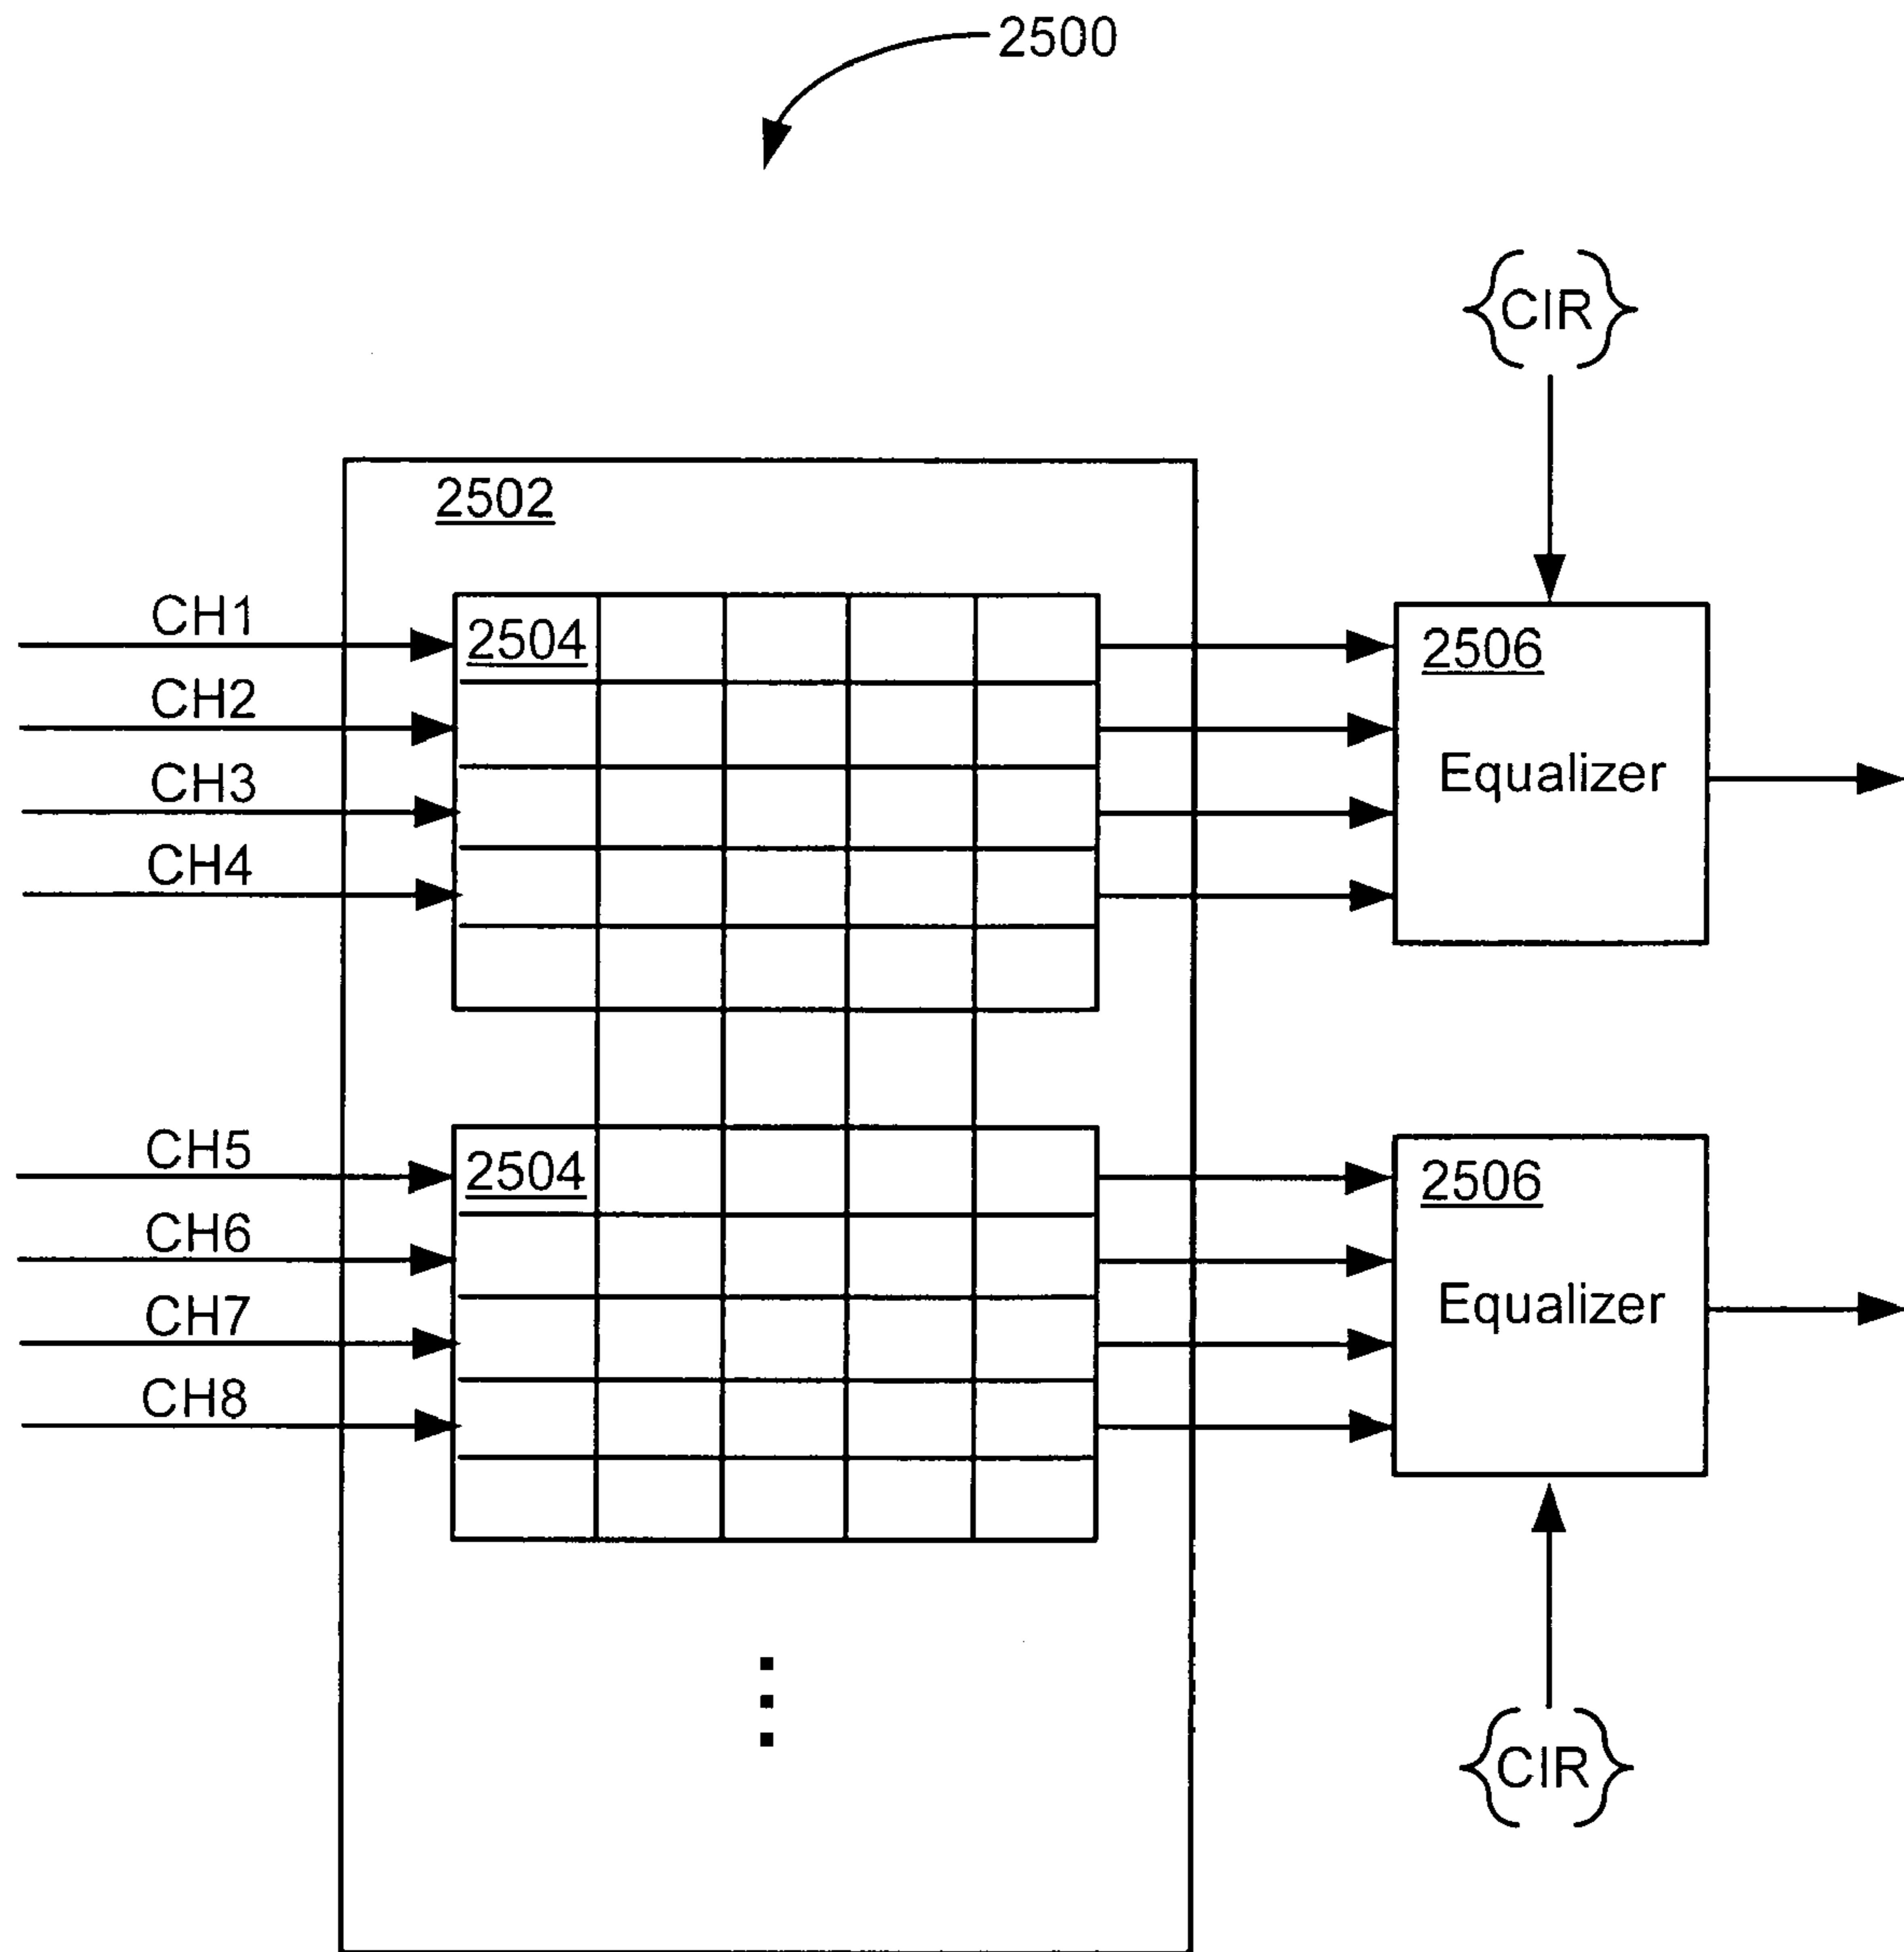 2500
{CIR}
2502
CH1
2504
2506
CH2
Equalizer
CH3
CH4
CH5
2504
2506
CH6
Equalizer
CH7
CH8
{CIR}